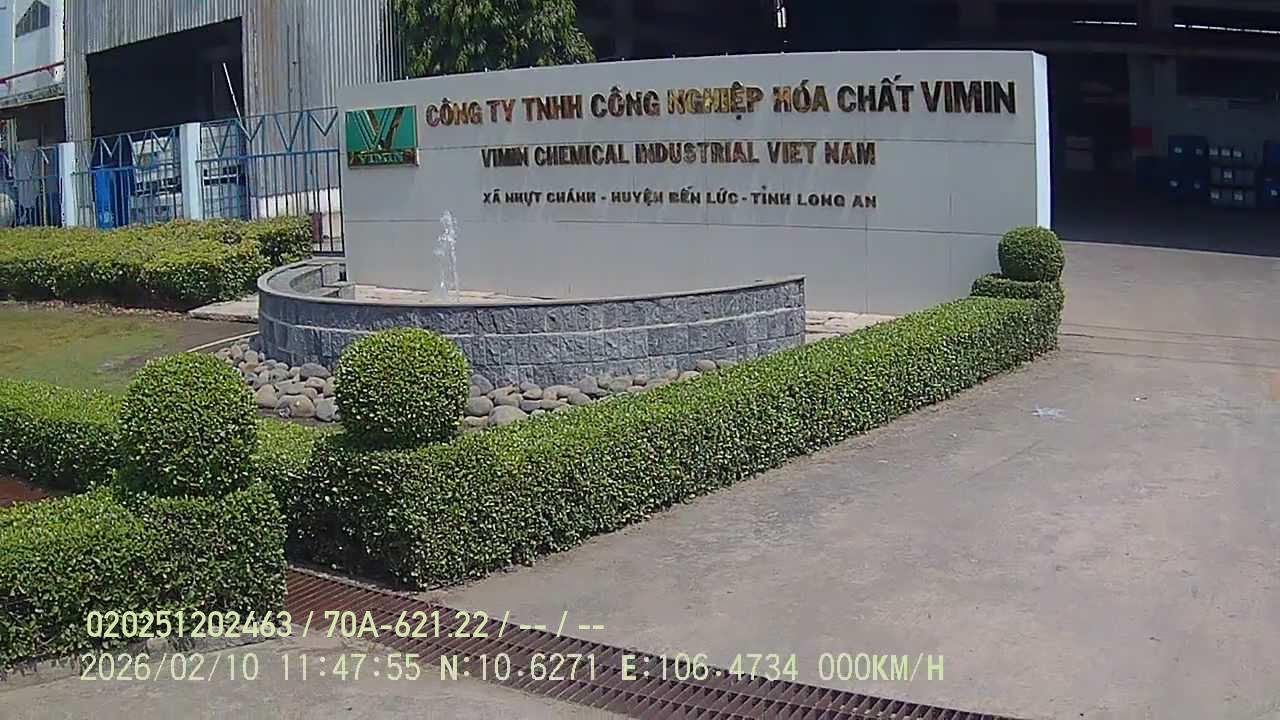 CÔNG TY TNHH CÔNG NGHIỆP HÓA CHẤT VIMIN
VIMIN
VIMIN CHEMICAL INDUSTRIAL VIET NAM
XÃ NHỰT CHÁNH - HUYỆN BẾN LỨC - TỈNH LONG AN
020251202463 / 70A-621.22 / -- / --
2026/02/10 11:47:55 N:10.6271 E:106.4734 000KM/H